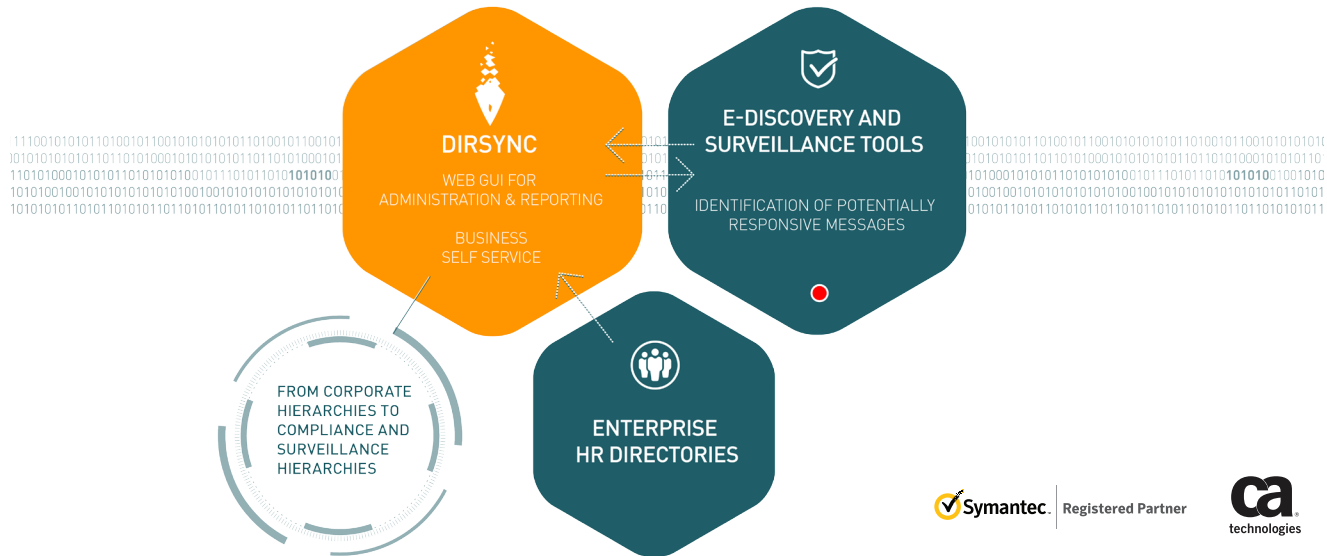 DIRSYNC
WEB GUI FOR
ADMINISTRATION & REPORTING
BUSINESS
SELF SERVICE
E-DISCOVERY AND
SURVEILLANCE TOOLS
IDENTIFICATION OF POTENTIALLY
RESPONSIVE MESSAGES
FROM CORPORATE
HIERARCHIES TO
COMPLIANCE AND
SURVEILLANCE
HIERARCHIES
ENTERPRISE
HR DIRECTORIES
Symantec. Registered Partner
ca
technologies